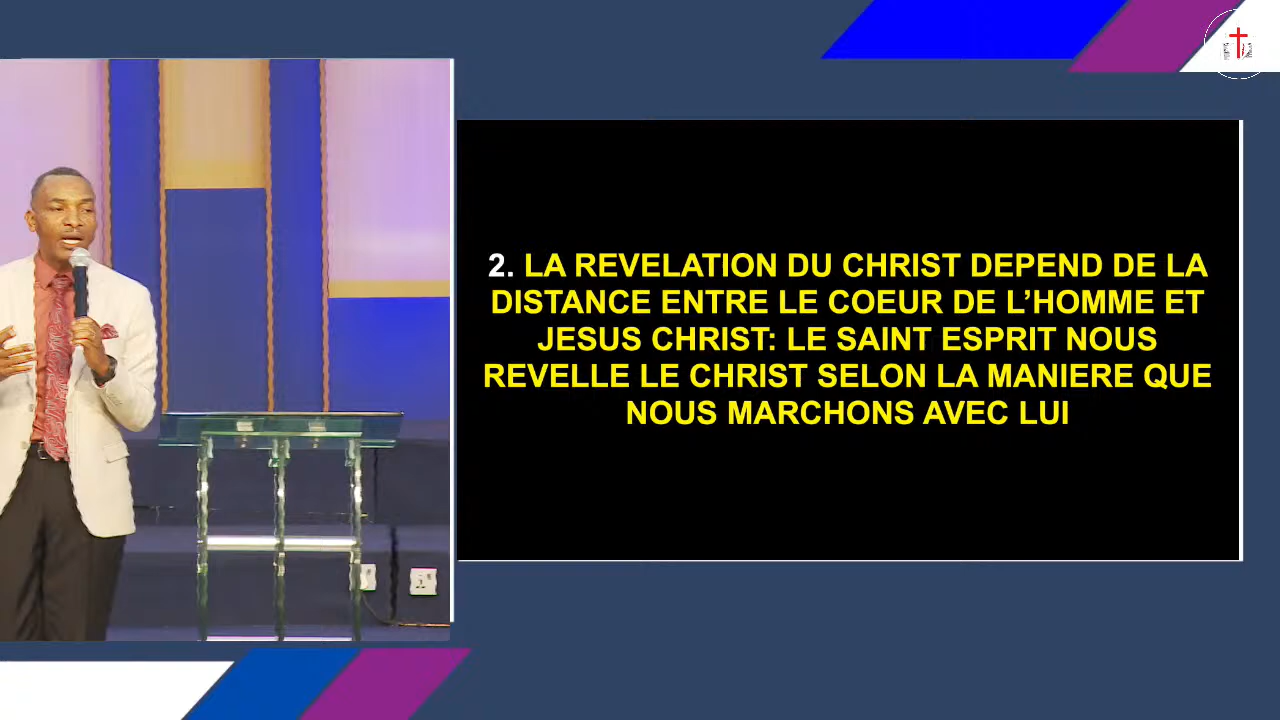 2. LA REVELATION DU CHRIST DEPEND DE LA
DISTANCE ENTRE LE COEUR DE L’HOMME ET
JESUS CHRIST: LE SAINT ESPRIT NOUS
REVELLE LE CHRIST SELON LA MANIERE QUE
NOUS MARCHONS AVEC LUI